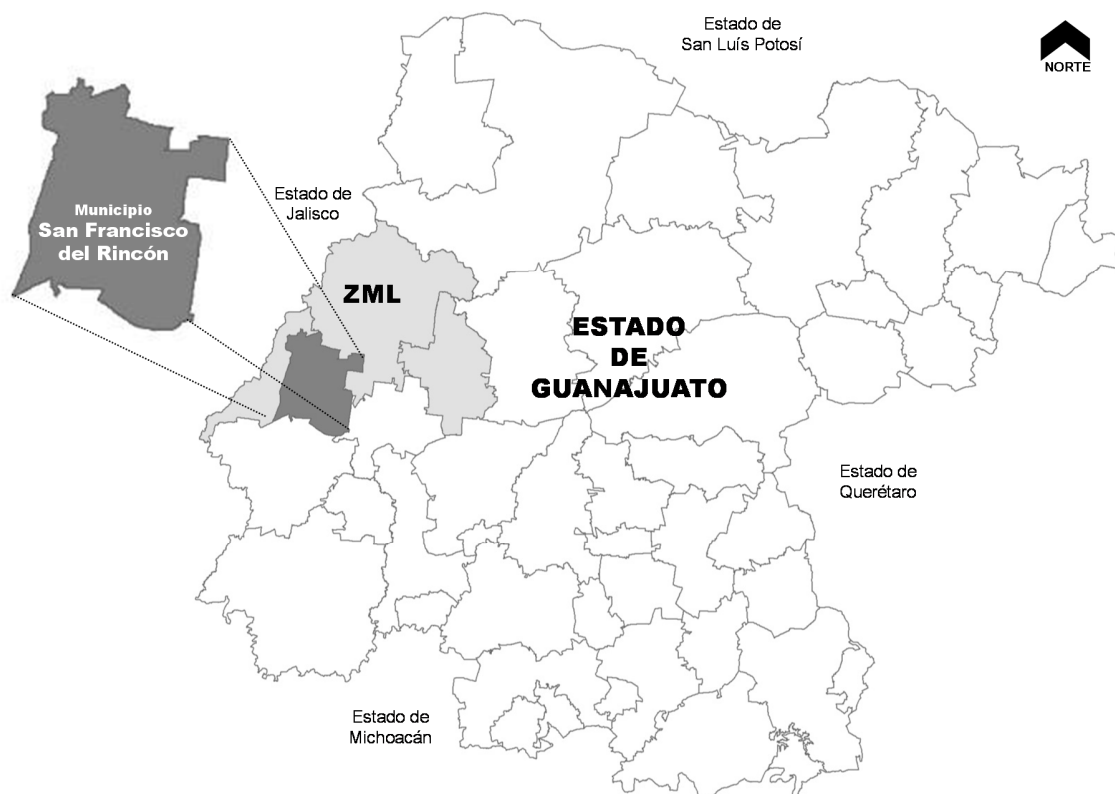 Estado de
San Luís Potosí
NORTE
Estado de
Jalisco
Municipio
San Francisco
del Rincón
ZML
ESTADO
DE
GUANAJUATO
Estado de
Querétaro
Estado de
Michoacán